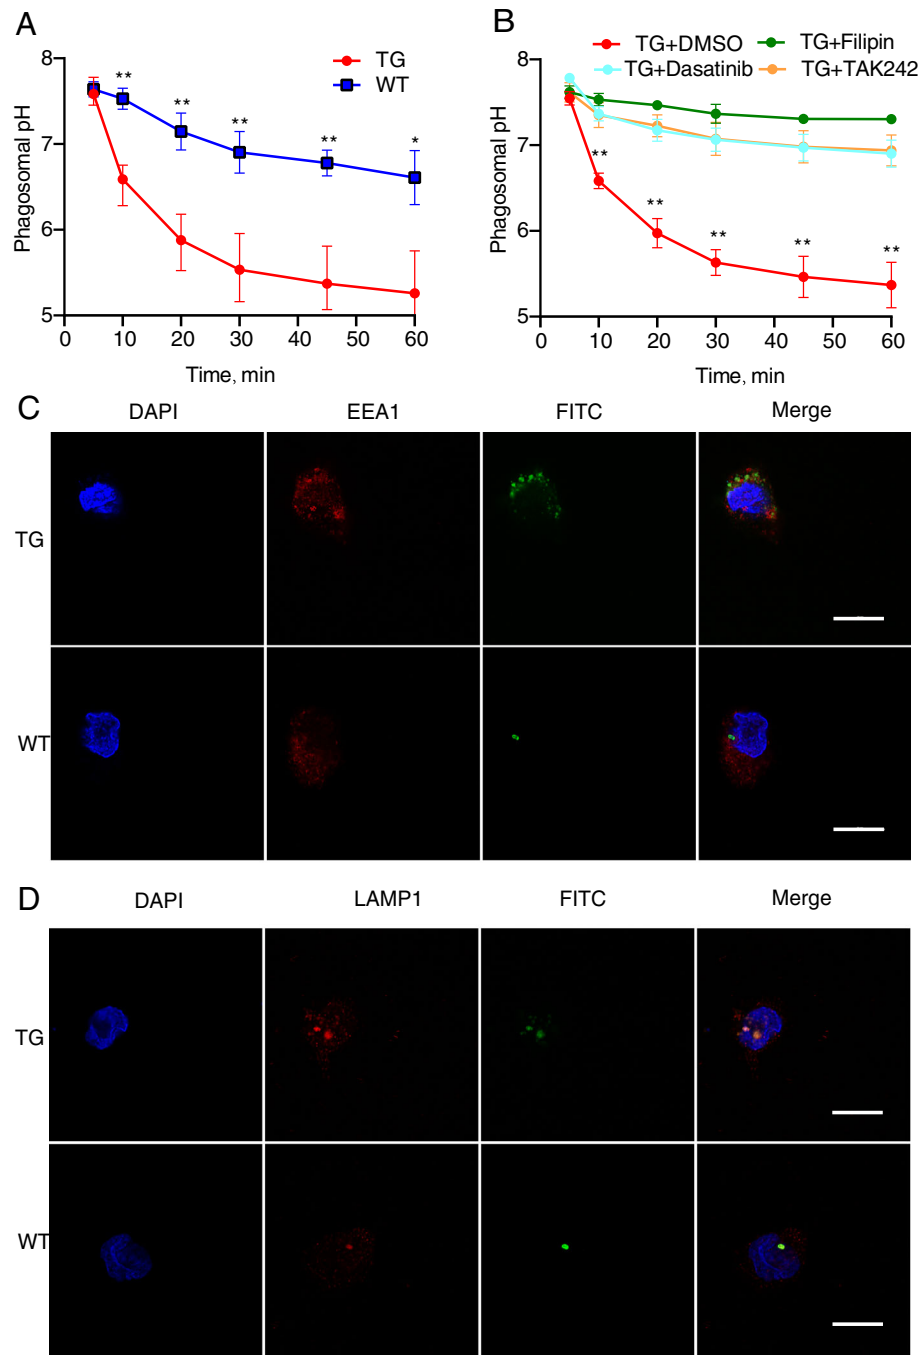 A
8
7
6
5
Phagosomal pH
TG
WT
**
**
**
**
*
0 10 20 30 40 50 60
Time, min
B
8
7
6
5
Phagosomal pH
TG+DMSO
TG+Filipin
TG+Dasatinib
TG+TAK242
**
**
**
**
**
0 10 20 30 40 50 60
Time, min
C
DAPI EEA1 FITC Merge
TG
WT
D
DAPI LAMP1 FITC Merge
TG
WT